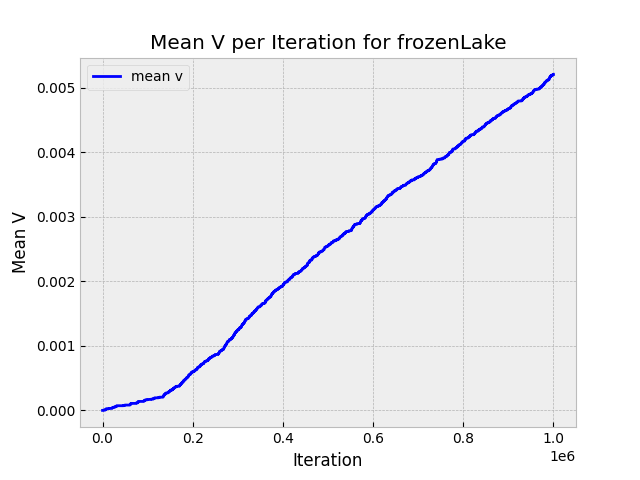 Mean V per Iteration for frozenLake
mean v
0.005
0.004
0.003
0.002
0.001
0.000
Mean V
0.0 0.2 0.4 0.6 0.8 1.0
1e6
Iteration